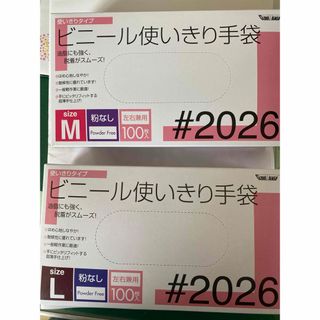 使いきりタイプ
ビニール使いきり手袋
油脂にも強く、
脱着がスムーズ!
size
M
粉なし
Powder Free
左右兼用
100枚入
#2026
使いきりタイプ
ビニール使いきり手袋
油脂にも強く、
脱着がスムーズ!
size
L
粉なし
Powder Free
左右兼用
100枚入
#2026